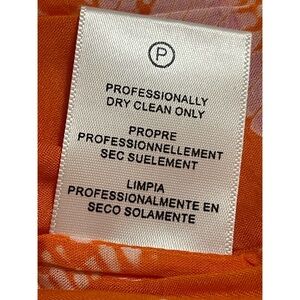 P
PROFESSIONALLY
DRY CLEAN ONLY
PROPRE
PROFESSIONNELLEMENT
SEC SUELEMENT
LIMPIA
PROFESSIONALMENTE EN
SECO SOLAMENTE